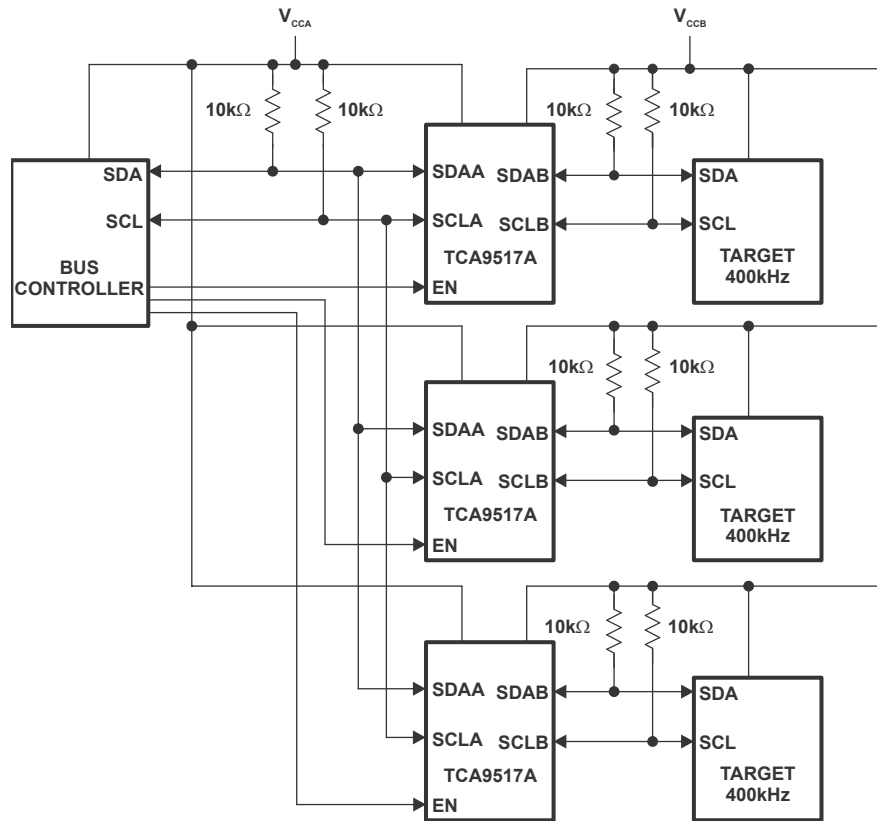 V_CCA
V_CCB
10kΩ
10kΩ
10kΩ
10kΩ
SDA
SCL
BUS
CONTROLLER
SDAA
SDAB
SCLA
SCLB
TCA9517A
EN
SDA
SCL
TARGET
400kHz
10kΩ
10kΩ
SDAA
SDAB
SCLA
SCLB
TCA9517A
EN
SDA
SCL
TARGET
400kHz
10kΩ
10kΩ
SDAA
SDAB
SCLA
SCLB
TCA9517A
EN
SDA
SCL
TARGET
400kHz